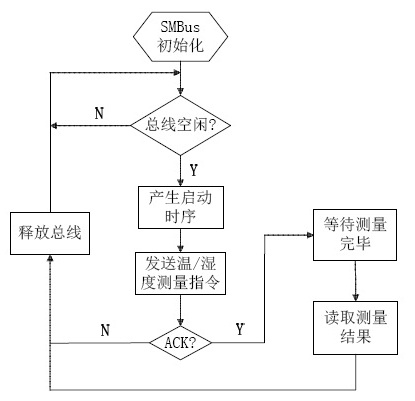 SMBus
初始化
N
总线空闲?
Y
产生启动
时序
释放总线
等待测量
完毕
发送温/湿
度测量指令
N
ACK?
Y
读取测量
结果